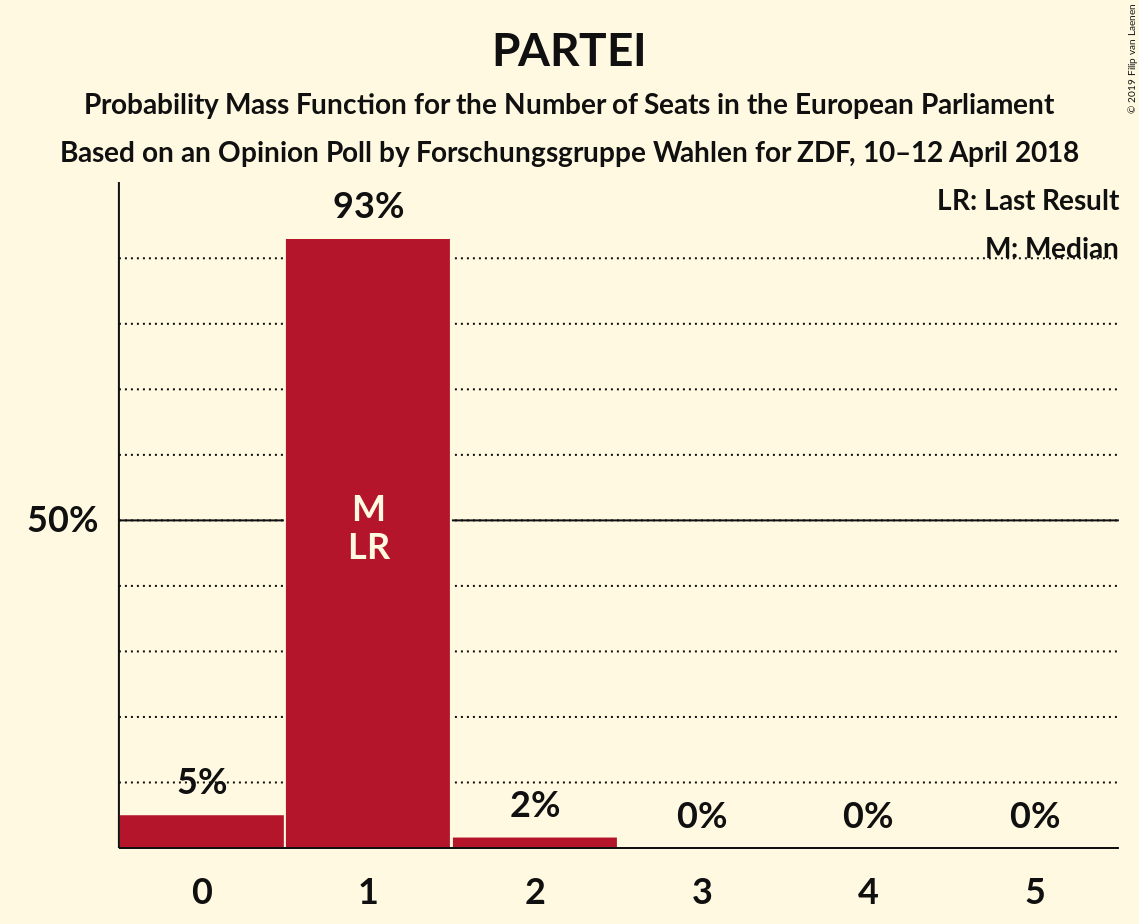 PARTEI
Probability Mass Function for the Number of Seats in the European Parliament
Based on an Opinion Poll by Forschungsgruppe Wahlen for ZDF, 10–12 April 2018
© 2019 Filip van Laenen
LR: Last Result
M: Median
93%
M
LR
50%
5%
2%
0%
0%
0%
0
1
2
3
4
5